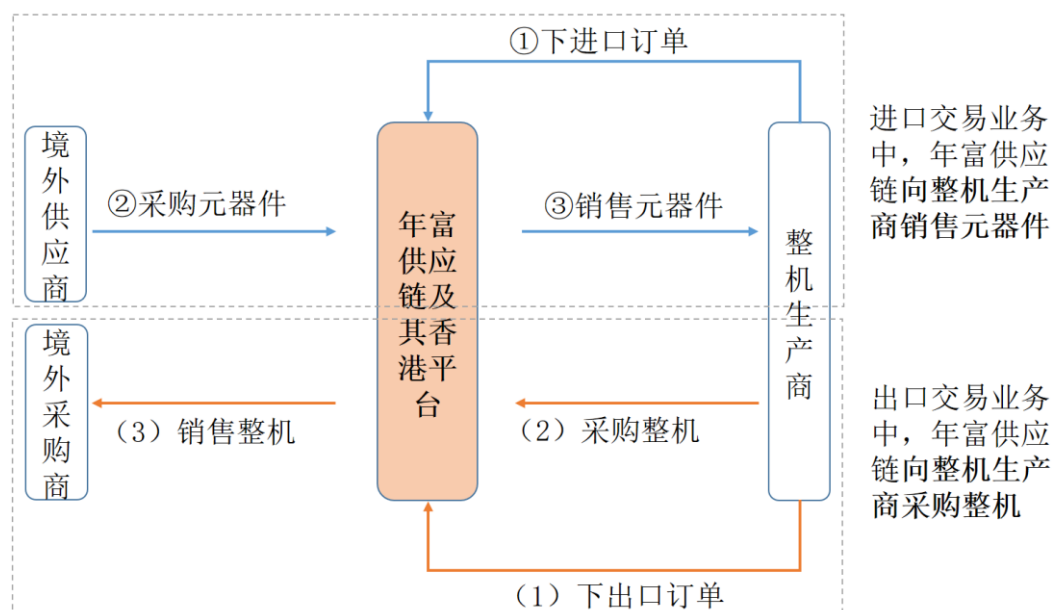 ①下进口订单
境
外
供
应
商
②采购元器件
年富
供应
链及
其香
港平
台
③销售元器件
整
机
生
产
商
进口交易业务
中，年富供应
链向整机生产
商销售元器件
境
外
采
购
商
（3）销售整机
（2）采购整机
出口交易业务
中，年富供应
链向整机生产
商采购整机
（1）下出口订单